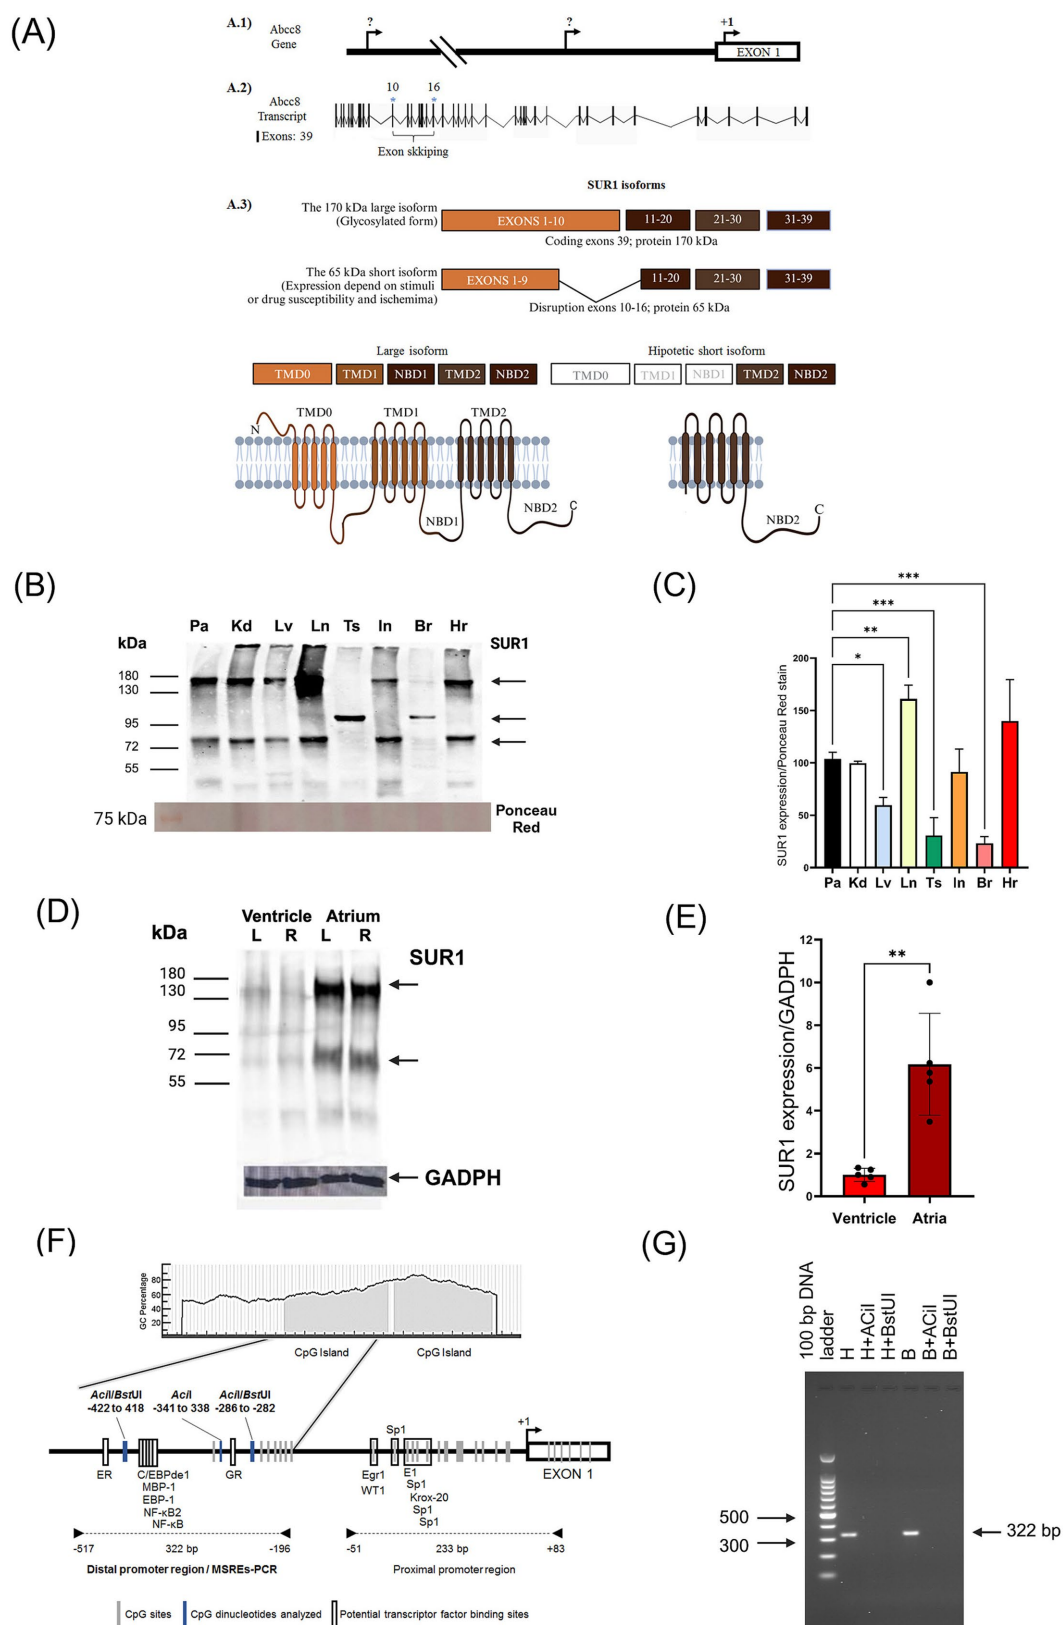 (A)
A.1)
Abcc8
Gene
?
?
+1
EXON 1
A.2)
Abcc8
Transcript
Exons: 39
10
16
*
*
Exon skkiping
SUR1 isoforms
A.3)
The 170 kDa large isoform
(Glycosylated form)
EXONS 1-10
11-20
21-30
31-39
Coding exons 39; protein 170 kDa
The 65 kDa short isoform
(Expression depend on stimuli
or drug susceptibility and ischemima)
EXONS 1-9
11-20
21-30
31-39
Disruption exons 10-16; protein 65 kDa
Large isoform
Hipotetic short isoform
TMD0
TMD1
NBD1
TMD2
NBD2
TMD0
TMD1
NBD1
TMD2
NBD2
TMD0
TMD1
TMD2
N
NBD1
NBD2
C
NBD2
C
(B)
Pa Kd Lv Ln Ts In Br Hr
kDa
SUR1
180
130
95
72
55
75 kDa
Ponceau
Red
(C)
***
***
**
*
SUR1 expression/Ponceau Red stain
200
150
100
50
0
Pa Kd Lv Ln Ts In Br Hr
(D)
Ventricle Atrium
L R L R
kDa
SUR1
180
130
95
72
55
GADPH
(E)
SUR1 expression/GADPH
12
10
8
6
4
2
0
**
Ventricle Atria
(F)
GC Percentage
80
60
40
20
CpG Island
CpG Island
AciI/BstUI
-422 to 418
AciI
-341 to 338
AciI/BstUI
-286 to -282
ER
C/EBPde1
MBP-1
EBP-1
NF-κB2
NF-κB
GR
Sp1
Egr1
WT1
E1
Sp1
Krox-20
Sp1
Sp1
+1
EXON 1
-517
322 bp
-196
-51
233 bp
+83
Distal promoter region / MSREs-PCR
Proximal promoter region
CpG sites
CpG dinucleotides analyzed
Potential transcriptor factor binding sites
(G)
100 bp DNA
ladder
H
H+ACiI
H+BstUI
B
B+ACiI
B+BstUI
500
300
322 bp